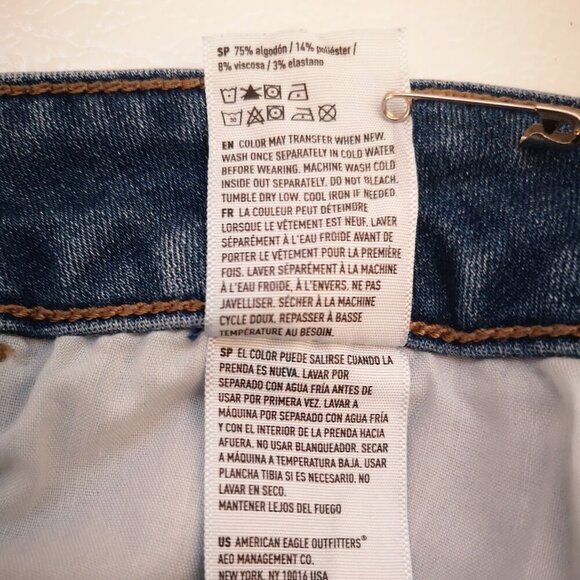 SP 75% algodón / 14% poliéster /
8% viscosa / 3% elastano
EN COLOR MAY TRANSFER WHEN NEW.
WASH ONCE SEPARATELY IN COLD WATER
BEFORE WEARING. MACHINE WASH COLD
INSIDE OUT SEPARATELY. DO NOT BLEACH.
TUMBLE DRY LOW. COOL IRON IF NEEDED.
FR LA COULEUR PEUT DÉTEINDRE
LORSQUE LE VÊTEMENT EST NEUF. LAVER
SÉPARÉMENT À L'EAU FROIDE AVANT DE
PORTER LE VÊTEMENT POUR LA PREMIÈRE
FOIS. LAVER SÉPARÉMENT À LA MACHINE
À L'EAU FROIDE, À L'ENVERS. NE PAS
JAVELLISER. SÉCHER À LA MACHINE
CYCLE DOUX. REPASSER À BASSE
TEMPÉRATURE AU BESOIN.
SP EL COLOR PUEDE SALIRSE CUANDO LA
PRENDA ES NUEVA. LAVAR POR
SEPARADO CON AGUA FRÍA ANTES DE
USAR POR PRIMERA VEZ. LAVAR A
MÁQUINA POR SEPARADO CON AGUA FRÍA
Y CON EL INTERIOR DE LA PRENDA HACIA
AFUERA. NO USAR BLANQUEADOR. SECAR
A MÁQUINA A TEMPERATURA BAJA. USAR
PLANCHA TIBIA SI ES NECESARIO. NO
LAVAR EN SECO.
MANTENER LEJOS DEL FUEGO
US AMERICAN EAGLE OUTFITTERS®
AEO MANAGEMENT CO.
NEW YORK, NY 10016 USA